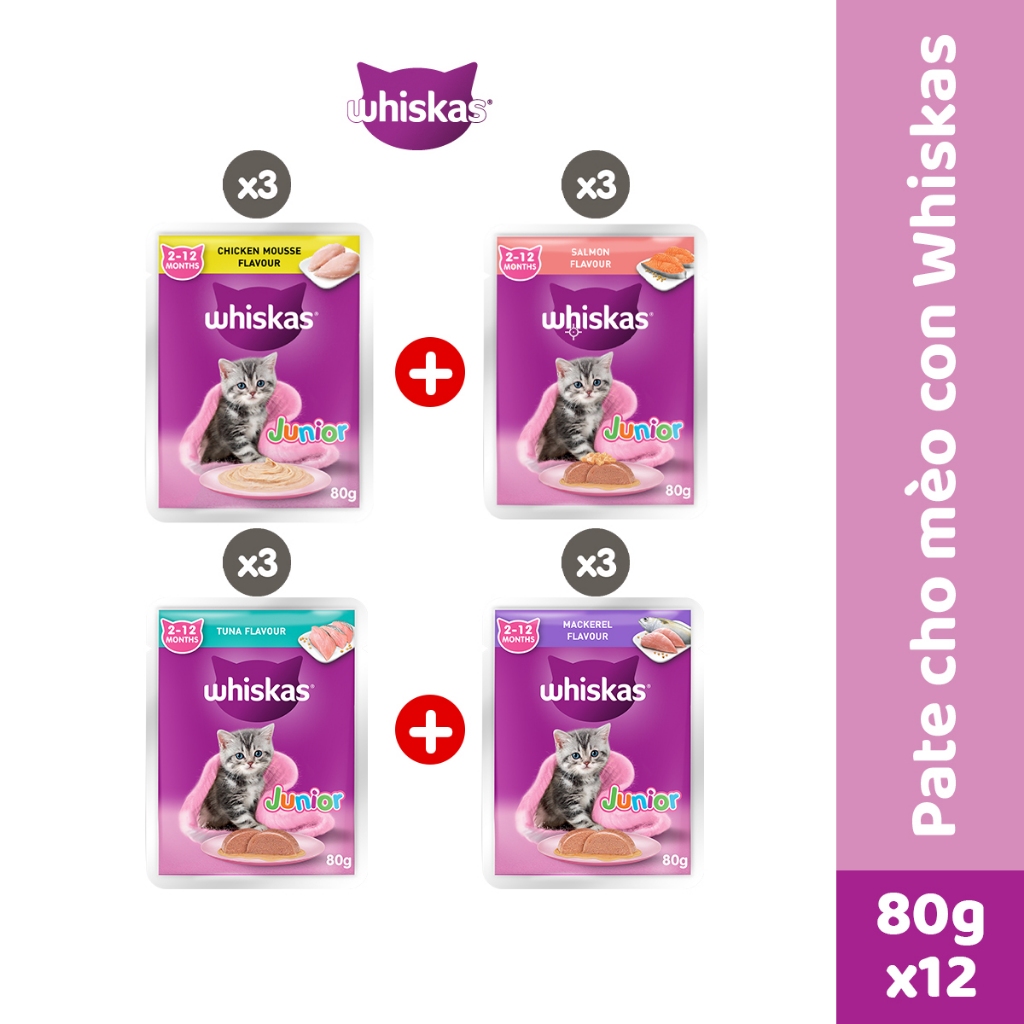 whiskas®
x3
x3
2-12
MONTHS
CHICKEN MOUSSE
FLAVOUR
whiskas®
Junior
80g
2-12
MONTHS
SALMON
FLAVOUR
whiskas®
Junior
80g
x3
x3
2-12
MONTHS
TUNA FLAVOUR
whiskas®
Junior
80g
2-12
MONTHS
MACKEREL
FLAVOUR
whiskas®
Junior
80g
Pate cho mèo con Whiskas
80g
x12